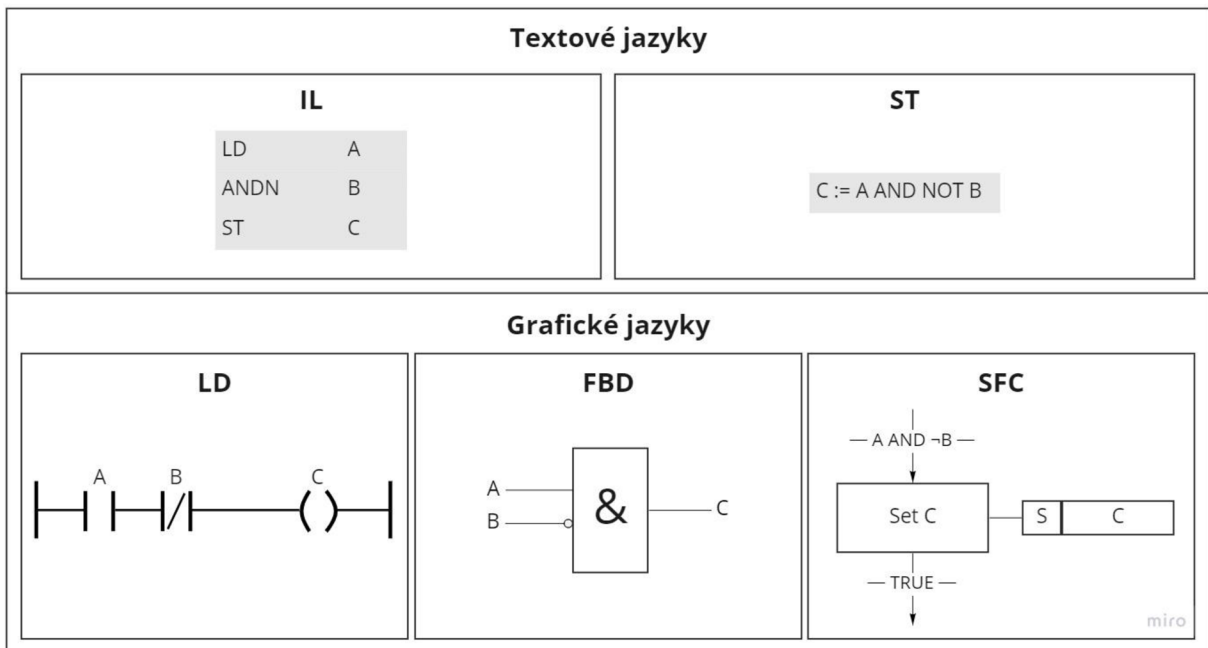 Textové jazyky
IL
LD A
ANDN B
ST C
ST
C := A AND NOT B
Grafické jazyky
LD
A B C
FBD
A
B
&
C
SFC
A AND ¬B
Set C
S C
TRUE
miro